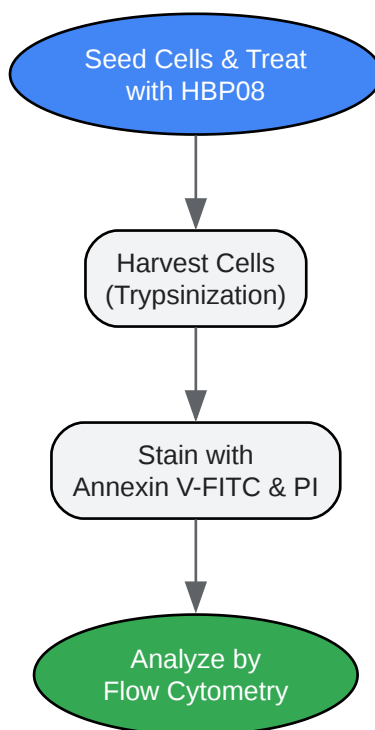 Seed Cells & Treat
with HBP08
Harvest Cells
(Trypsinization)
Stain with
Annexin V-FITC & PI
Analyze by
Flow Cytometry